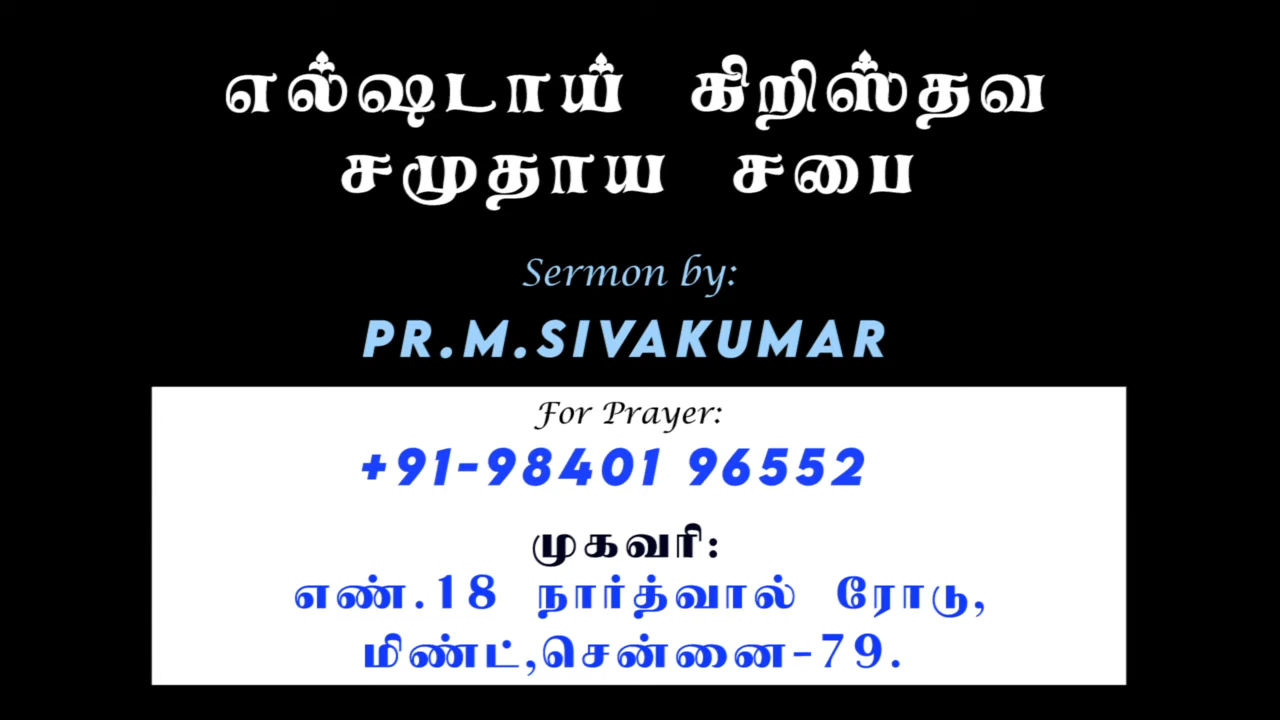 எல்ஷடாய் கிறிஸ்தவ
சமுதாய சபை
Sermon by:
PR.M.SIVAKUMAR
For Prayer:
+91-98401 96552
முகவரி:
எண்.18 நார்த்வால் ரோடு,
மிண்ட்,சென்னை-79.